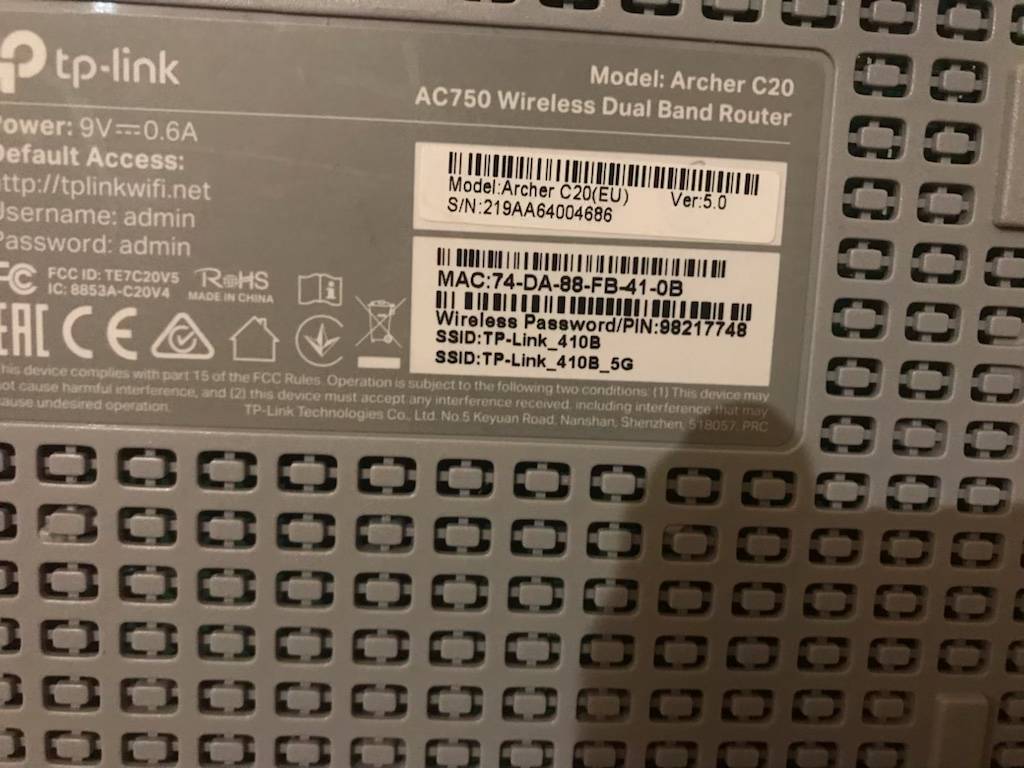 tp-link
Model: Archer C20
AC750 Wireless Dual Band Router
Power: 9V⎓0.6A
Default Access:
http://tplinkwifi.net
Username: admin
Password: admin
Model:Archer C20(EU) Ver:5.0
S/N:219AA64004686
MAC:74-DA-88-FB-41-0B
Wireless Password/PIN:98217748
SSID:TP-Link_410B
SSID:TP-Link_410B_5G
FC FCC ID: TE7C20V5
IC: 8853A-C20V4
RoHS
MADE IN CHINA
EAC CE
This device complies with part 15 of the FCC Rules. Operation is subject to the following two conditions: (1) This device may
not cause harmful interference, and (2) this device must accept any interference received, including interference that may
cause undesired operation.
TP-Link Technologies Co., Ltd. No.5 Keyuan Road, Nanshan, Shenzhen, 518057, PRC